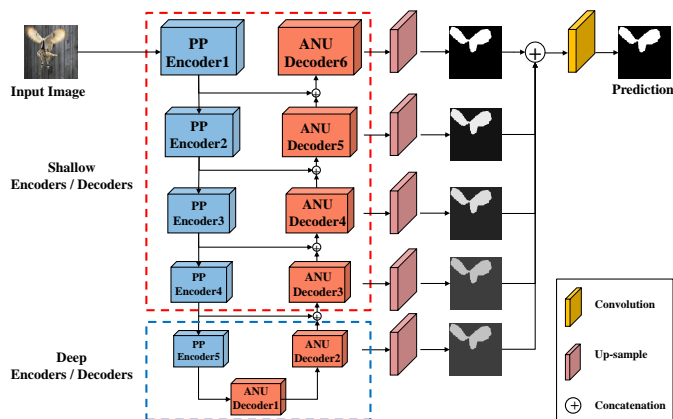 PP
Encoder1
ANU
Decoder6
Input Image
Prediction
PP
Encoder2
ANU
Decoder5
Shallow
Encoders / Decoders
PP
Encoder3
ANU
Decoder4
PP
Encoder4
ANU
Decoder3
Convolution
Deep
Encoders / Decoders
PP
Encoder5
ANU
Decoder2
Up-sample
ANU
Decoder1
Concatenation